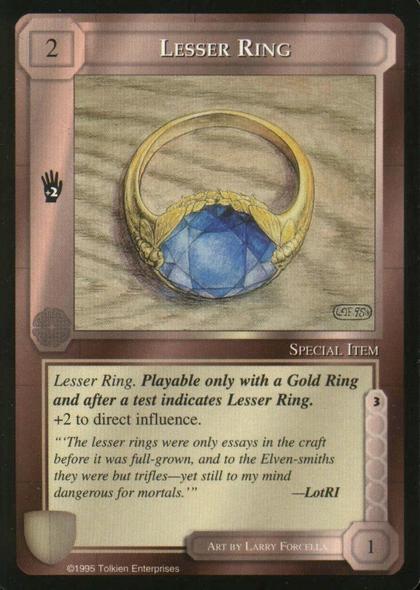 2
LESSER RING
+2
LDF 95
SPECIAL ITEM
Lesser Ring. Playable only with a Gold Ring
and after a test indicates Lesser Ring.
+2 to direct influence.
“‘The lesser rings were only essays in the craft
before it was full-grown, and to the Elven-smiths
they were but trifles—yet still to my mind
dangerous for mortals.’” —LotRI
3
ART BY LARRY FORCELLA
1
©1995 Tolkien Enterprises